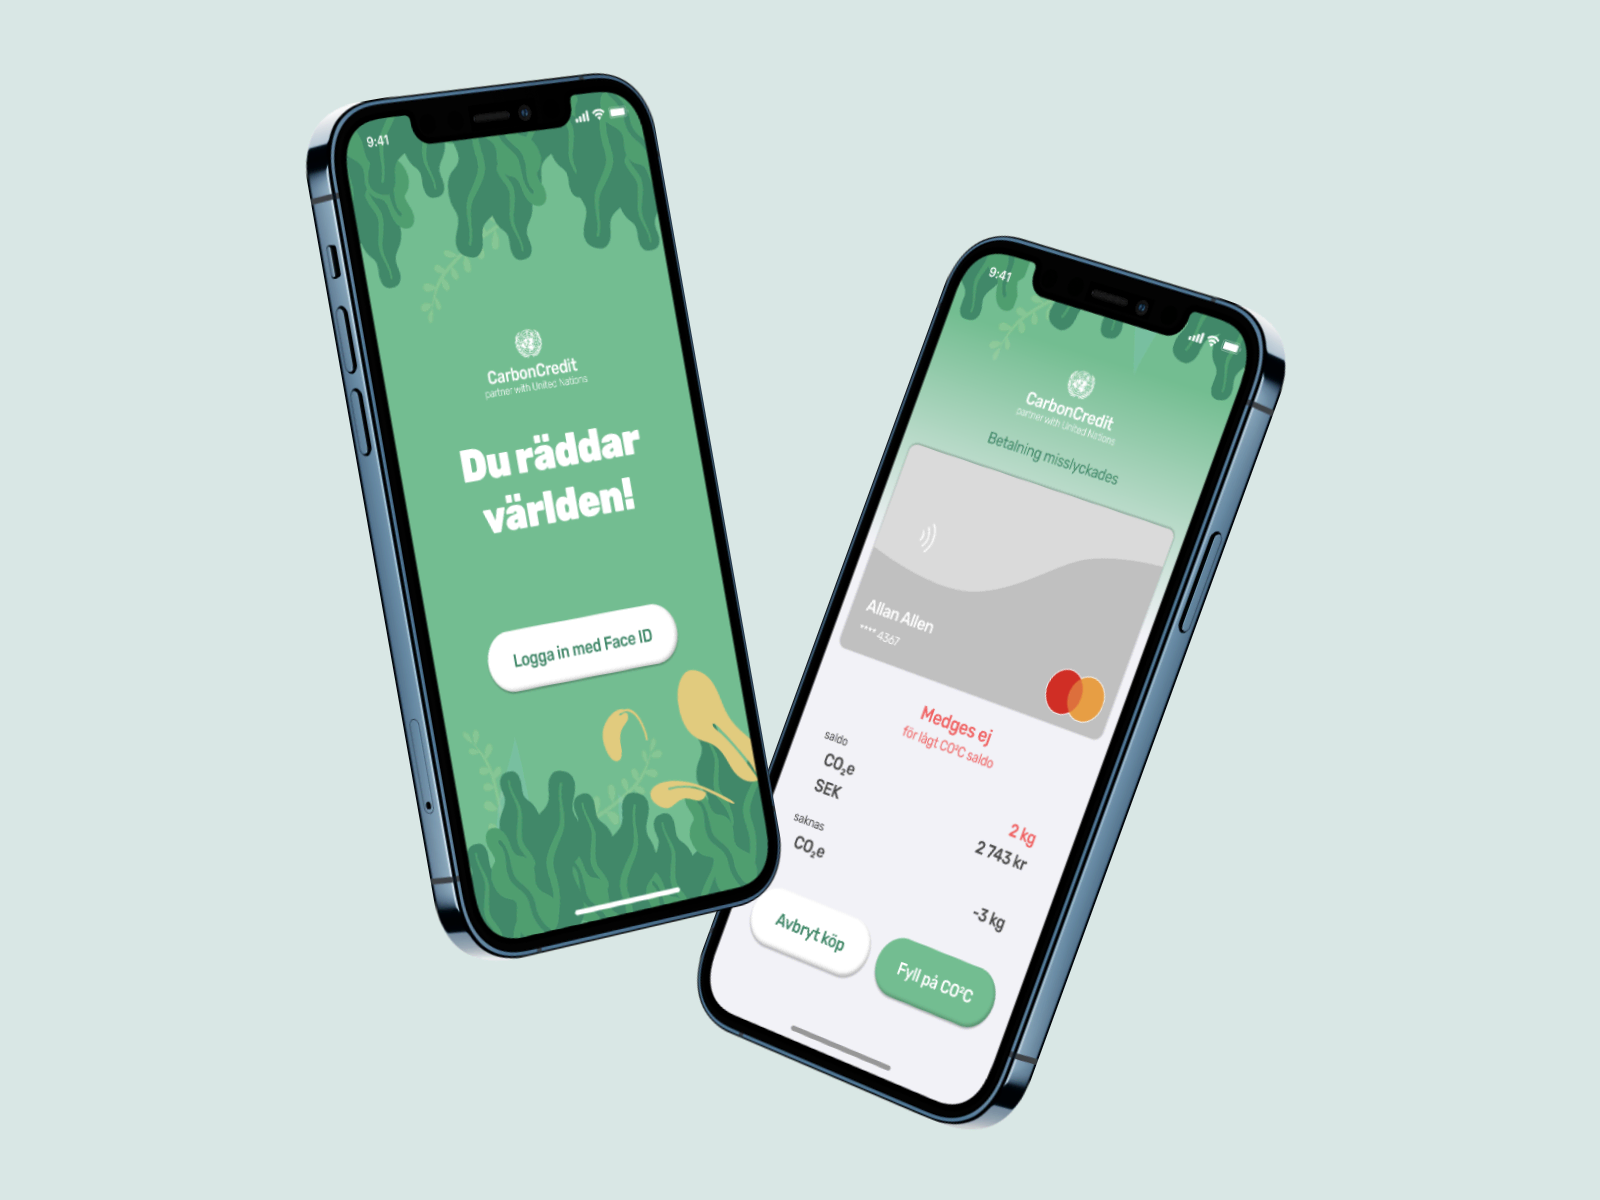 9:41
CarbonCredit
partner with United Nations
Du räddar
världen!
Logga in med Face ID
9:41
CarbonCredit
partner with United Nations
Betalning misslyckades
Allan Allen
**** 4367
Medges ej
för lågt CO²C saldo
saldo
CO₂e 2 kg
SEK 2 743 kr
saknas
CO₂e -3 kg
Avbryt köp
Fyll på CO²C